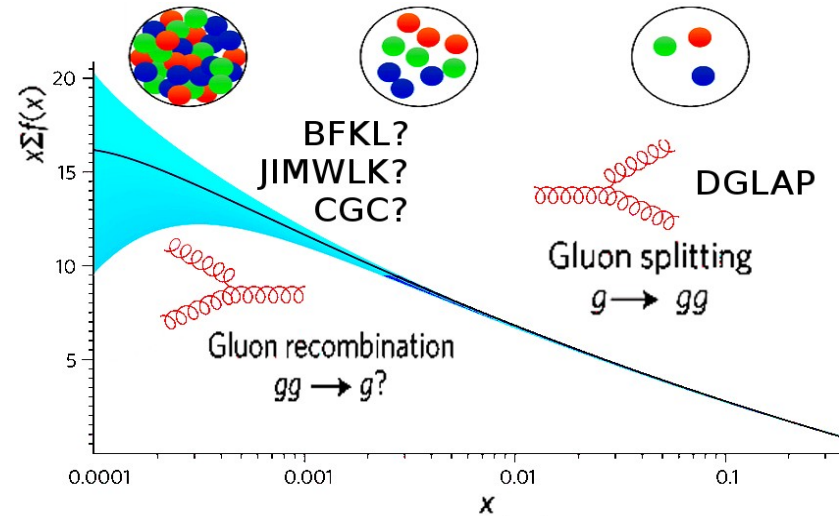 xΣf(x)
20
15
10
5
BFKL?
JIMWLK?
CGC?
DGLAP
Gluon splitting
g → gg
Gluon recombination
gg → g?
0.0001 0.001 0.01 0.1
x